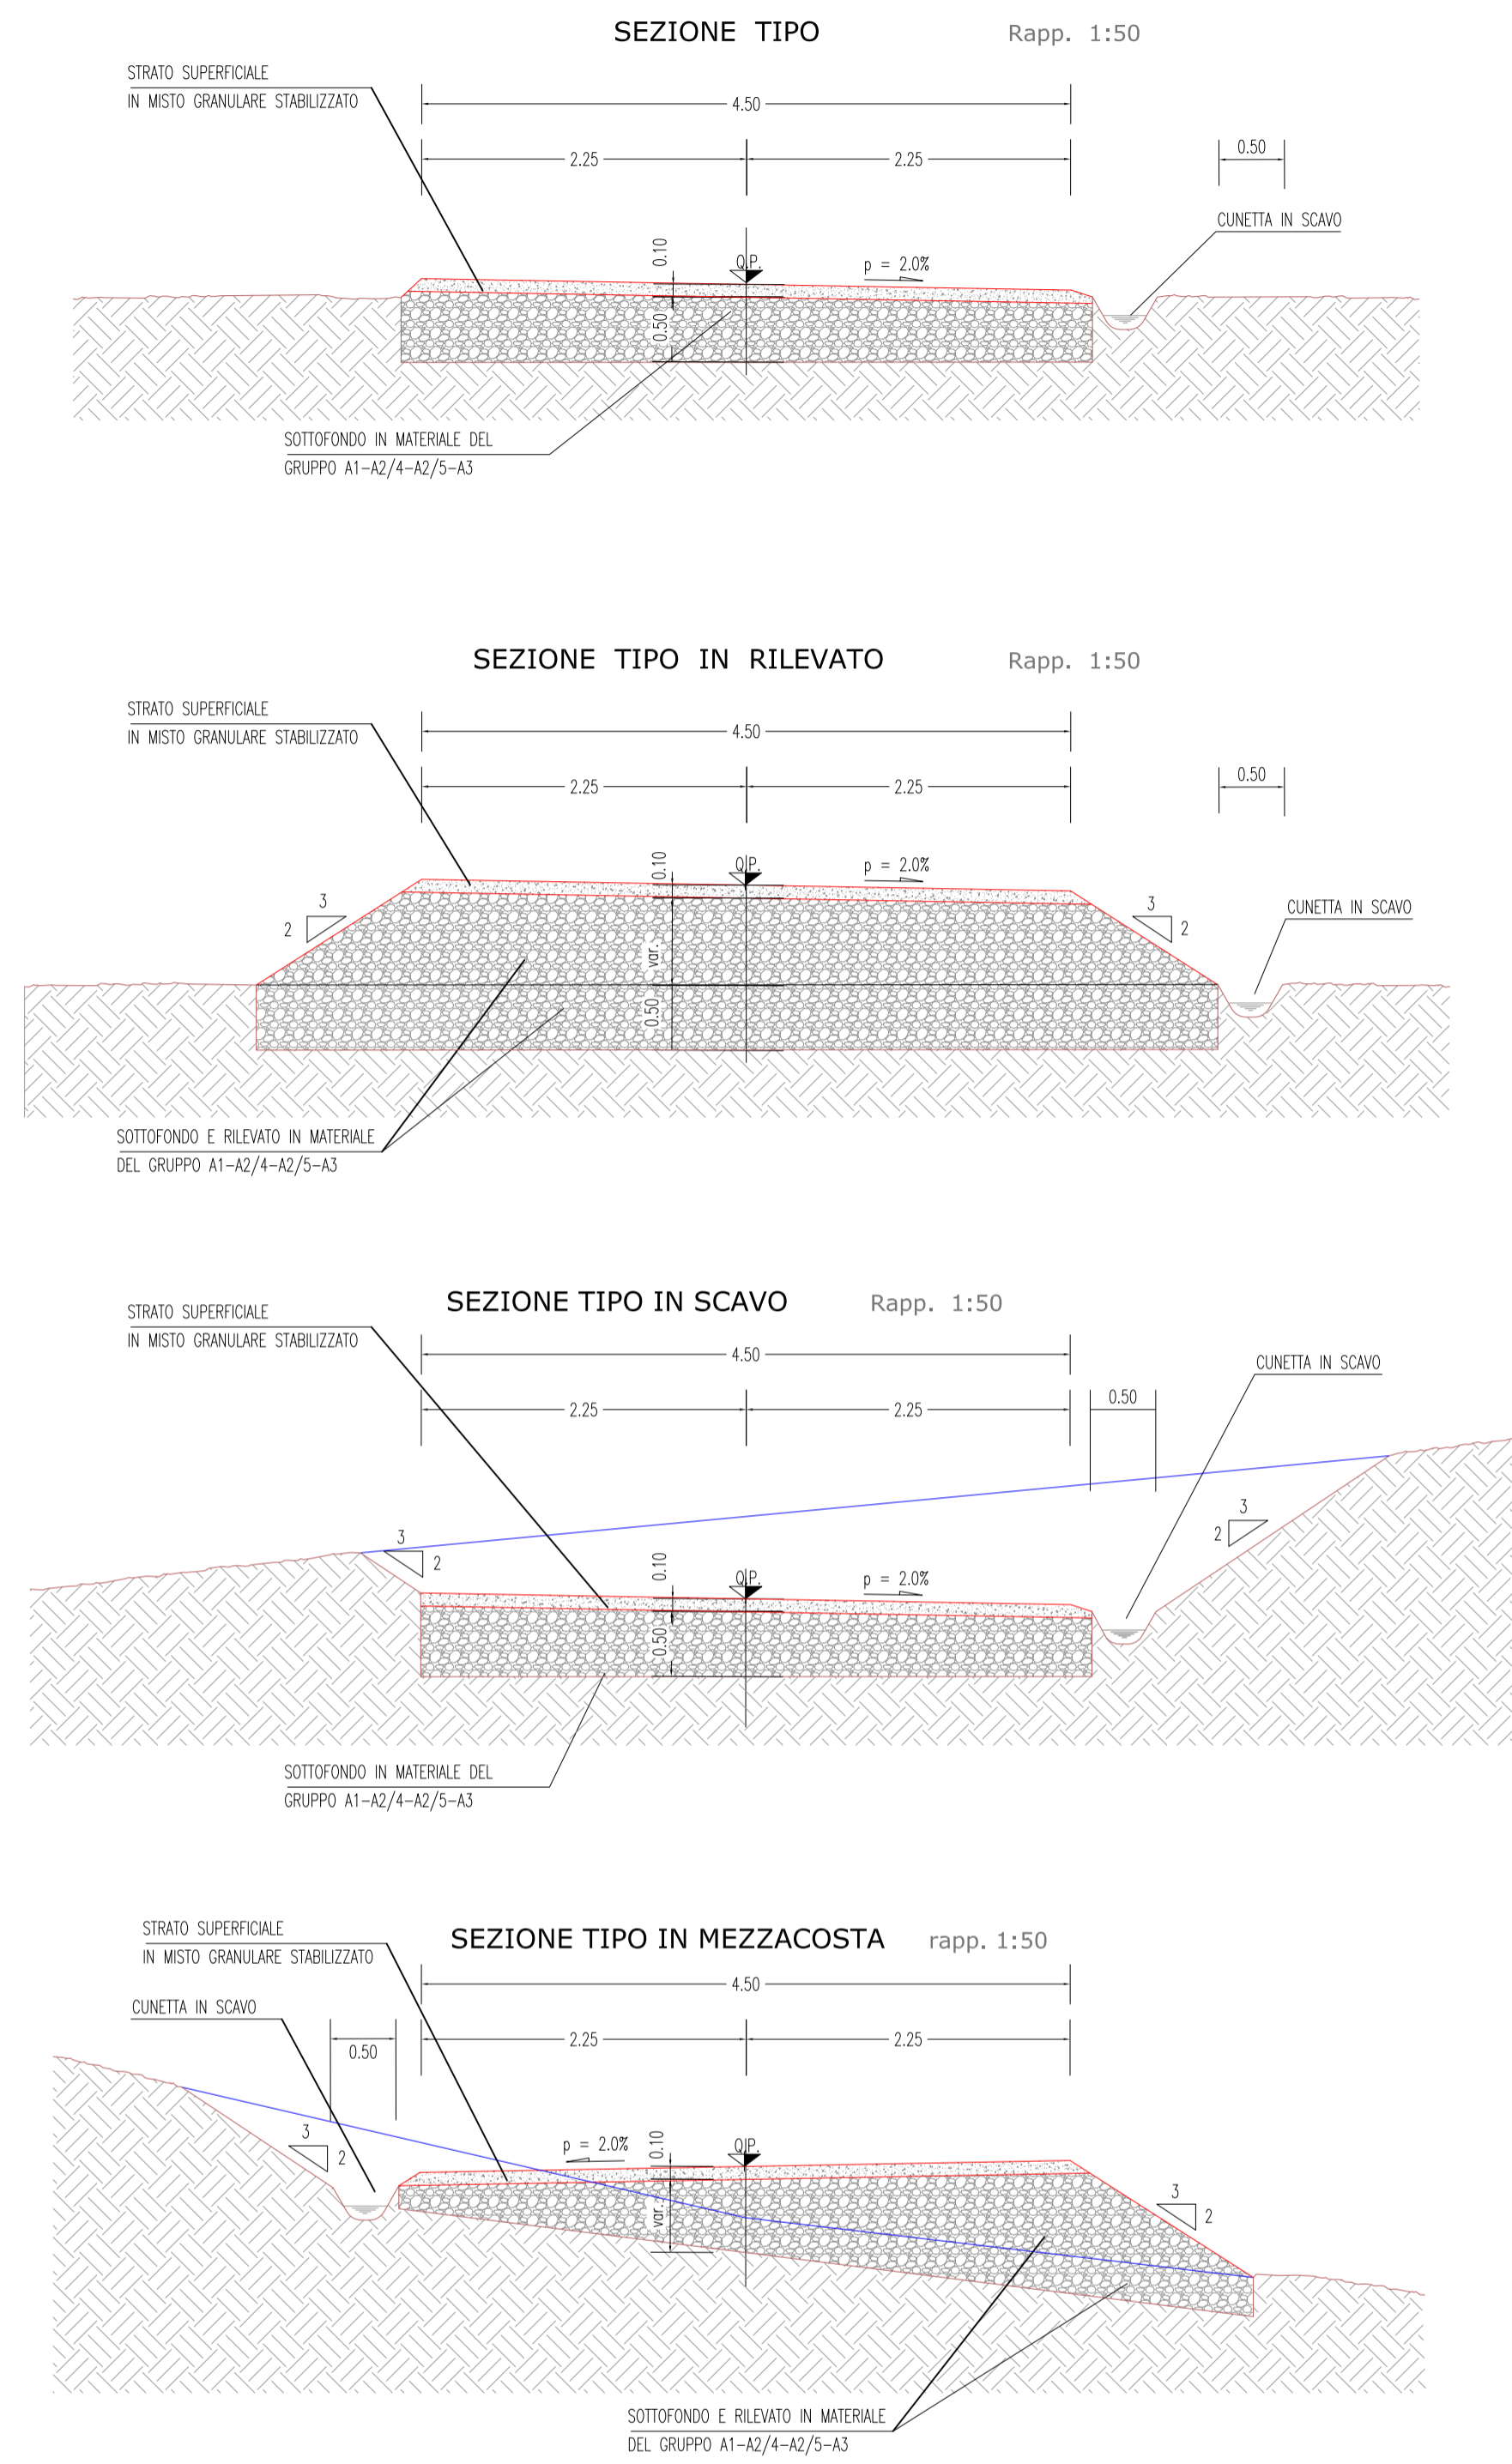 SEZIONE TIPO Rapp. 1:50
STRATO SUPERFICIALE
IN MISTO GRANULARE STABILIZZATO
4.50
2.25 2.25 0.50
CUNETTA IN SCAVO
0.10
Q.P.
p = 2.0%
0.50
SOTTOFONDO IN MATERIALE DEL
GRUPPO A1-A2/4-A2/5-A3
SEZIONE TIPO IN RILEVATO Rapp. 1:50
STRATO SUPERFICIALE
IN MISTO GRANULARE STABILIZZATO
4.50
2.25 2.25 0.50
0.10
Q.P.
p = 2.0%
3
2
3
2
CUNETTA IN SCAVO
var.
0.50
SOTTOFONDO E RILEVATO IN MATERIALE
DEL GRUPPO A1-A2/4-A2/5-A3
SEZIONE TIPO IN SCAVO Rapp. 1:50
STRATO SUPERFICIALE
IN MISTO GRANULARE STABILIZZATO
4.50
CUNETTA IN SCAVO
2.25 2.25 0.50
3
2
3
2
0.10
Q.P.
p = 2.0%
0.50
SOTTOFONDO IN MATERIALE DEL
GRUPPO A1-A2/4-A2/5-A3
SEZIONE TIPO IN MEZZACOSTA rapp. 1:50
STRATO SUPERFICIALE
IN MISTO GRANULARE STABILIZZATO
4.50
CUNETTA IN SCAVO
0.50
2.25 2.25
3
2
p = 2.0%
0.10
Q.P.
var.
3
2
SOTTOFONDO E RILEVATO IN MATERIALE
DEL GRUPPO A1-A2/4-A2/5-A3